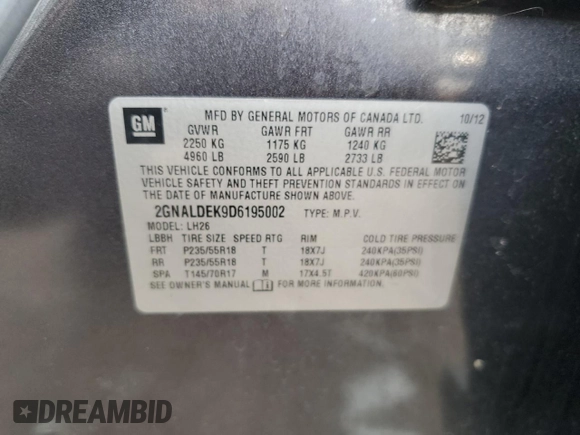 GM
MFD BY GENERAL MOTORS OF CANADA LTD. 10/12
GVWR GAWR FRT GAWR RR
2250 KG 1175 KG 1240 KG
4960 LB 2590 LB 2733 LB
THIS VEHICLE CONFORMS TO ALL APPLICABLE U.S. FEDERAL MOTOR
VEHICLE SAFETY AND THEFT PREVENTION STANDARDS IN EFFECT ON
THE DATE OF MANUFACTURE SHOWN ABOVE.
2GNALDEK9D6195002 TYPE: M.P.V.
MODEL: LH26
LBBH TIRE SIZE SPEED RTG RIM COLD TIRE PRESSURE
FRT P235/55R18 T 18X7J 240KPA(35PSI)
RR P235/55R18 T 18X7J 240KPA(35PSI)
SPA T145/70R17 M 17X4.5T 420KPA(60PSI)
SEE OWNER'S MANUAL FOR MORE INFORMATION.
DREAMBID